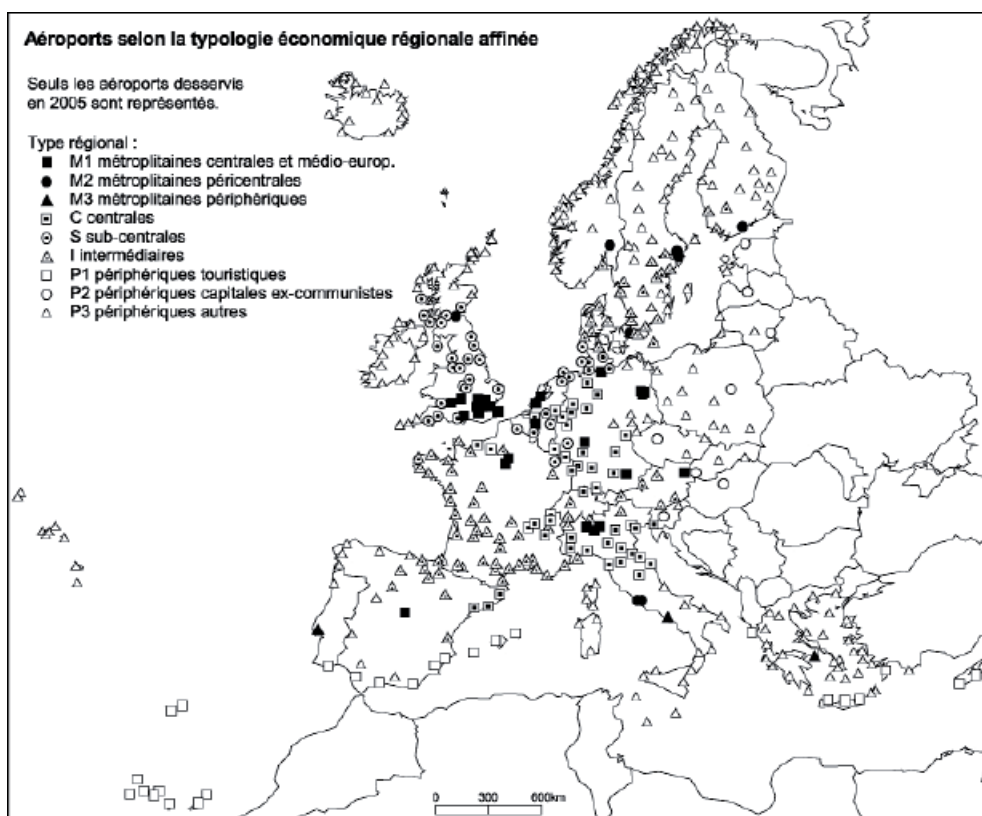 Aéroports selon la typologie économique régionale affinée
Seuls les aéroports desservis
en 2005 sont représentés.
Type régional :
M1 métroplitaines centrales et médio-europ.
M2 métroplitaines péricentrales
M3 métroplitaines périphériques
C centrales
S sub-centrales
I intermédiaires
P1 périphériques touristiques
P2 périphériques capitales ex-communistes
P3 périphériques autres
0 300 600km